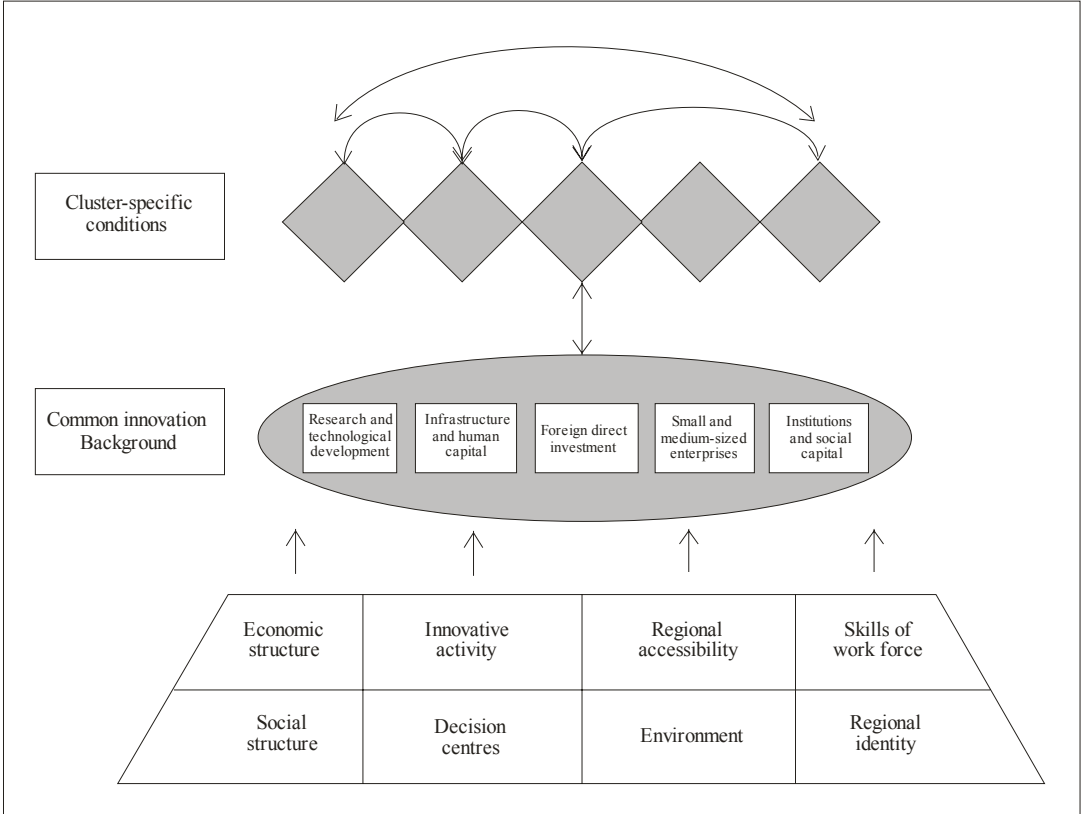 Cluster-specific
conditions
Common innovation
Background
Research and
technological
development
Infrastructure
and human
capital
Foreign direct
investment
Small and
medium-sized
enterprises
Institutions
and social
capital
Economic
structure
Innovative
activity
Regional
accessibility
Skills of
work force
Social
structure
Decision
centres
Environment
Regional
identity